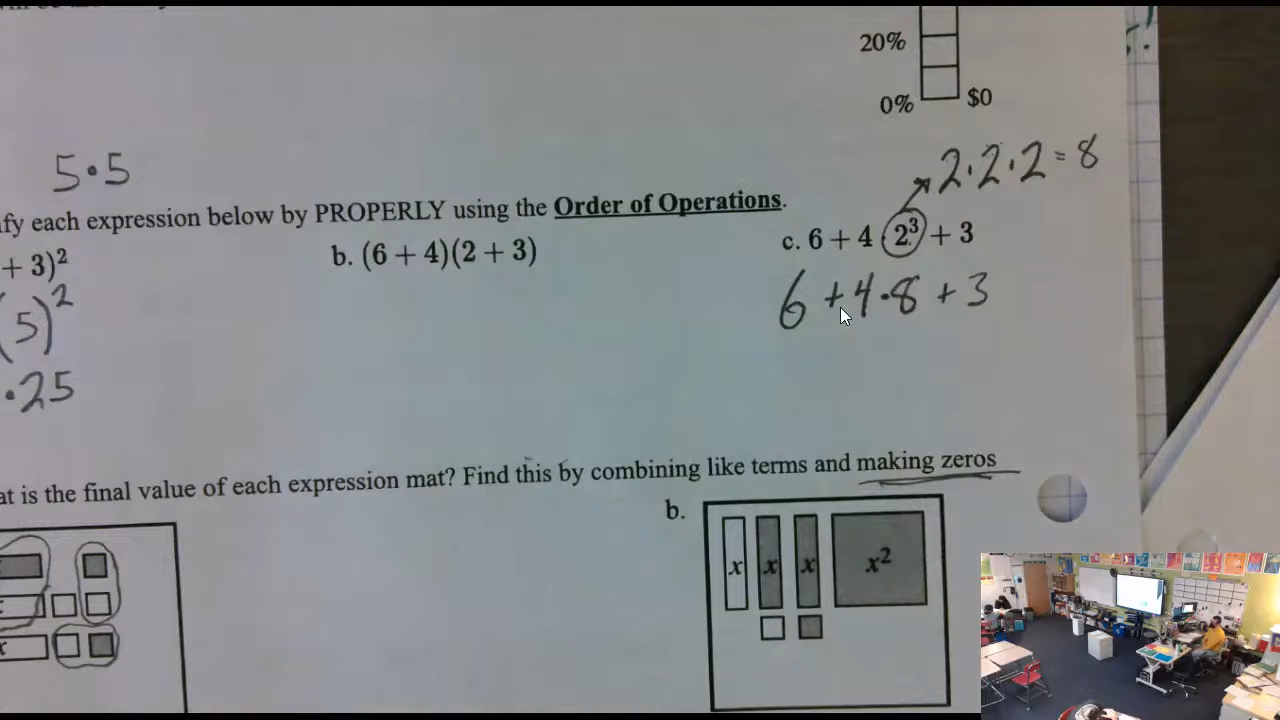 20%
0% $0
5•5
2•2•2=8
fy each expression below by PROPERLY using the Order of Operations.
+ 3)²
b. (6 + 4)(2 + 3)
c. 6 + 4 (2³) + 3
(5)²
6 + 4•8 + 3
•25
at is the final value of each expression mat? Find this by combining like terms and making zeros
b.
x x x x²
x